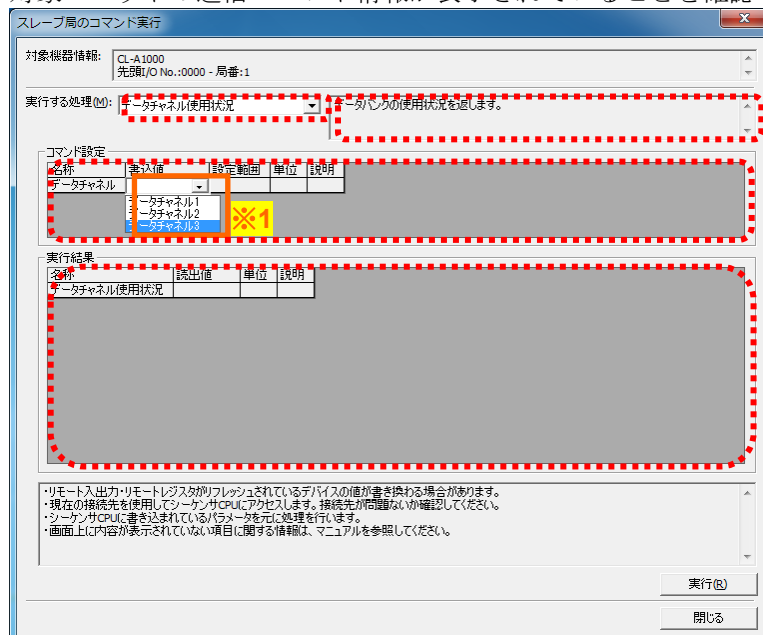 スレーブ局のコマンド実行
対象機器情報: CL-A1000
先頭I/O No.:0000 - 局番:1
実行する処理(M): データチャネル使用状況 データバンクの使用状況を返します。
コマンド設定
名称 書込値 設定範囲 単位 説明
データチャネル
データチャネル1
データチャネル2
データチャネル3
※1
実行結果
名称 読出値 単位 説明
データチャネル使用状況
・リモート入出力・リモートレジスタがリフレッシュされているデバイスの値が書き換わる場合があります。
・現在の接続先を使用してシーケンサCPUにアクセスします。接続先が問題ないか確認してください。
・シーケンサCPUに書き込まれているパラメータを元に処理を行います。
・画面上に内容が表示されていない項目に関する情報は、マニュアルを参照してください。
実行(R)
閉じる